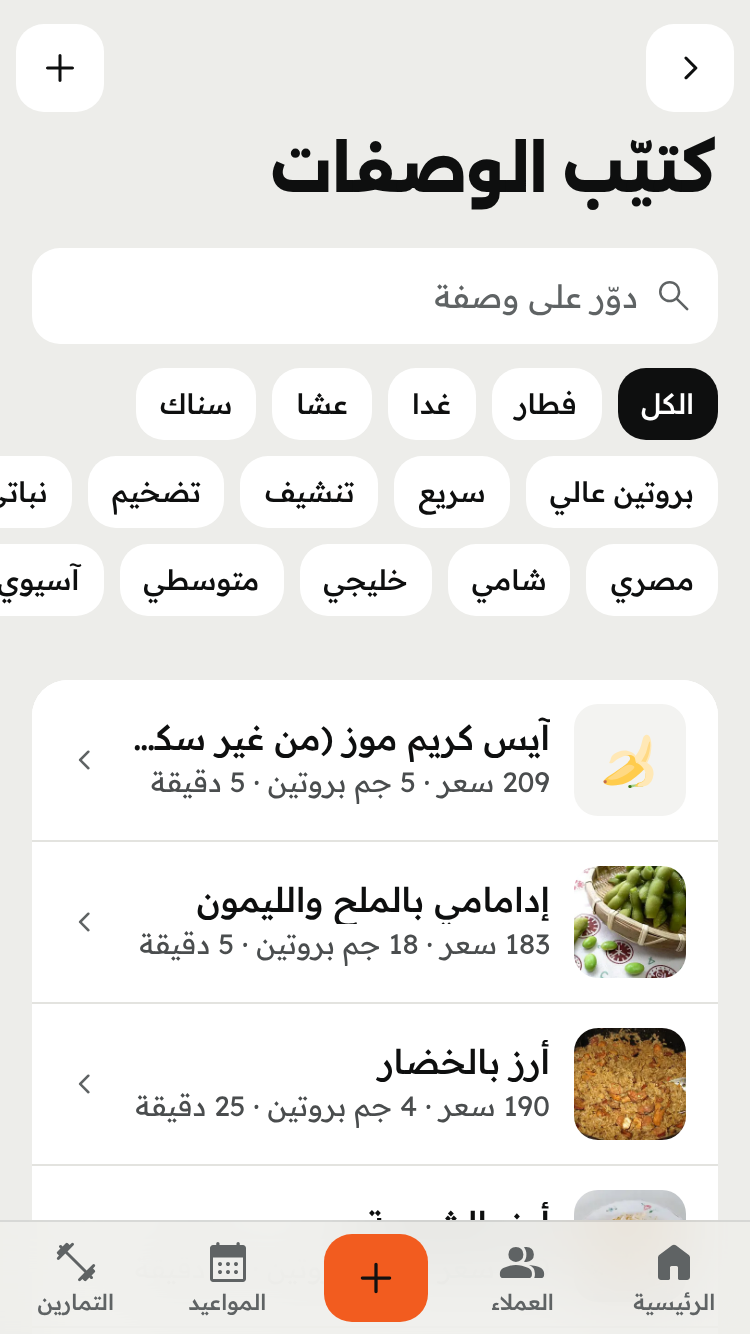 كتيّب الوصفات
دوّر على وصفة
الكل فطار غدا عشا سناك
بروتين عالي سريع تنشيف تضخيم
مصري شامي خليجي متوسطي آسيوي
آيس كريم موز (من غير سكـ...
209 سعر · 5 جم بروتين · 5 دقيقة
إدامامي بالملح والليمون
183 سعر · 18 جم بروتين · 5 دقيقة
أرز بالخضار
190 سعر · 4 جم بروتين · 25 دقيقة
الرئيسية العملاء المواعيد التمارين